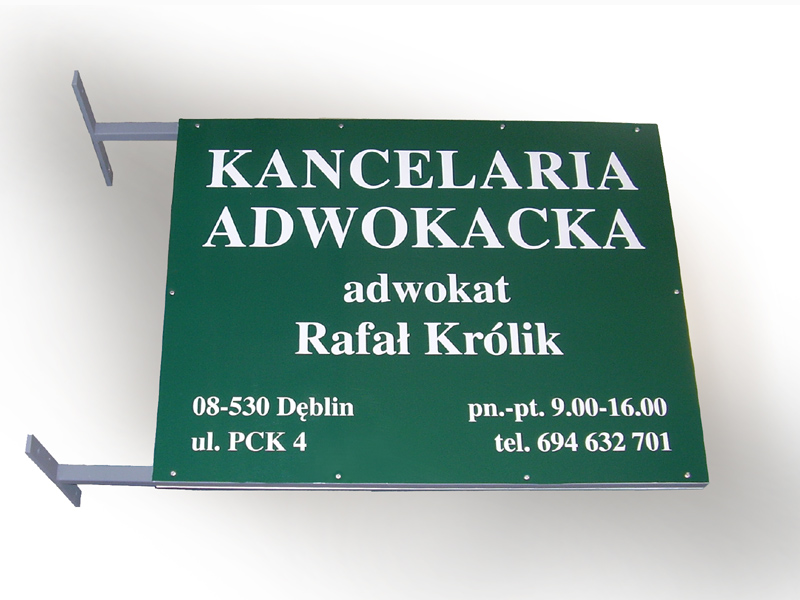 KANCELARIA
ADWOKACKA
adwokat
Rafał Królik
08-530 Dęblin pn.-pt. 9.00-16.00
ul. PCK 4 tel. 694 632 701